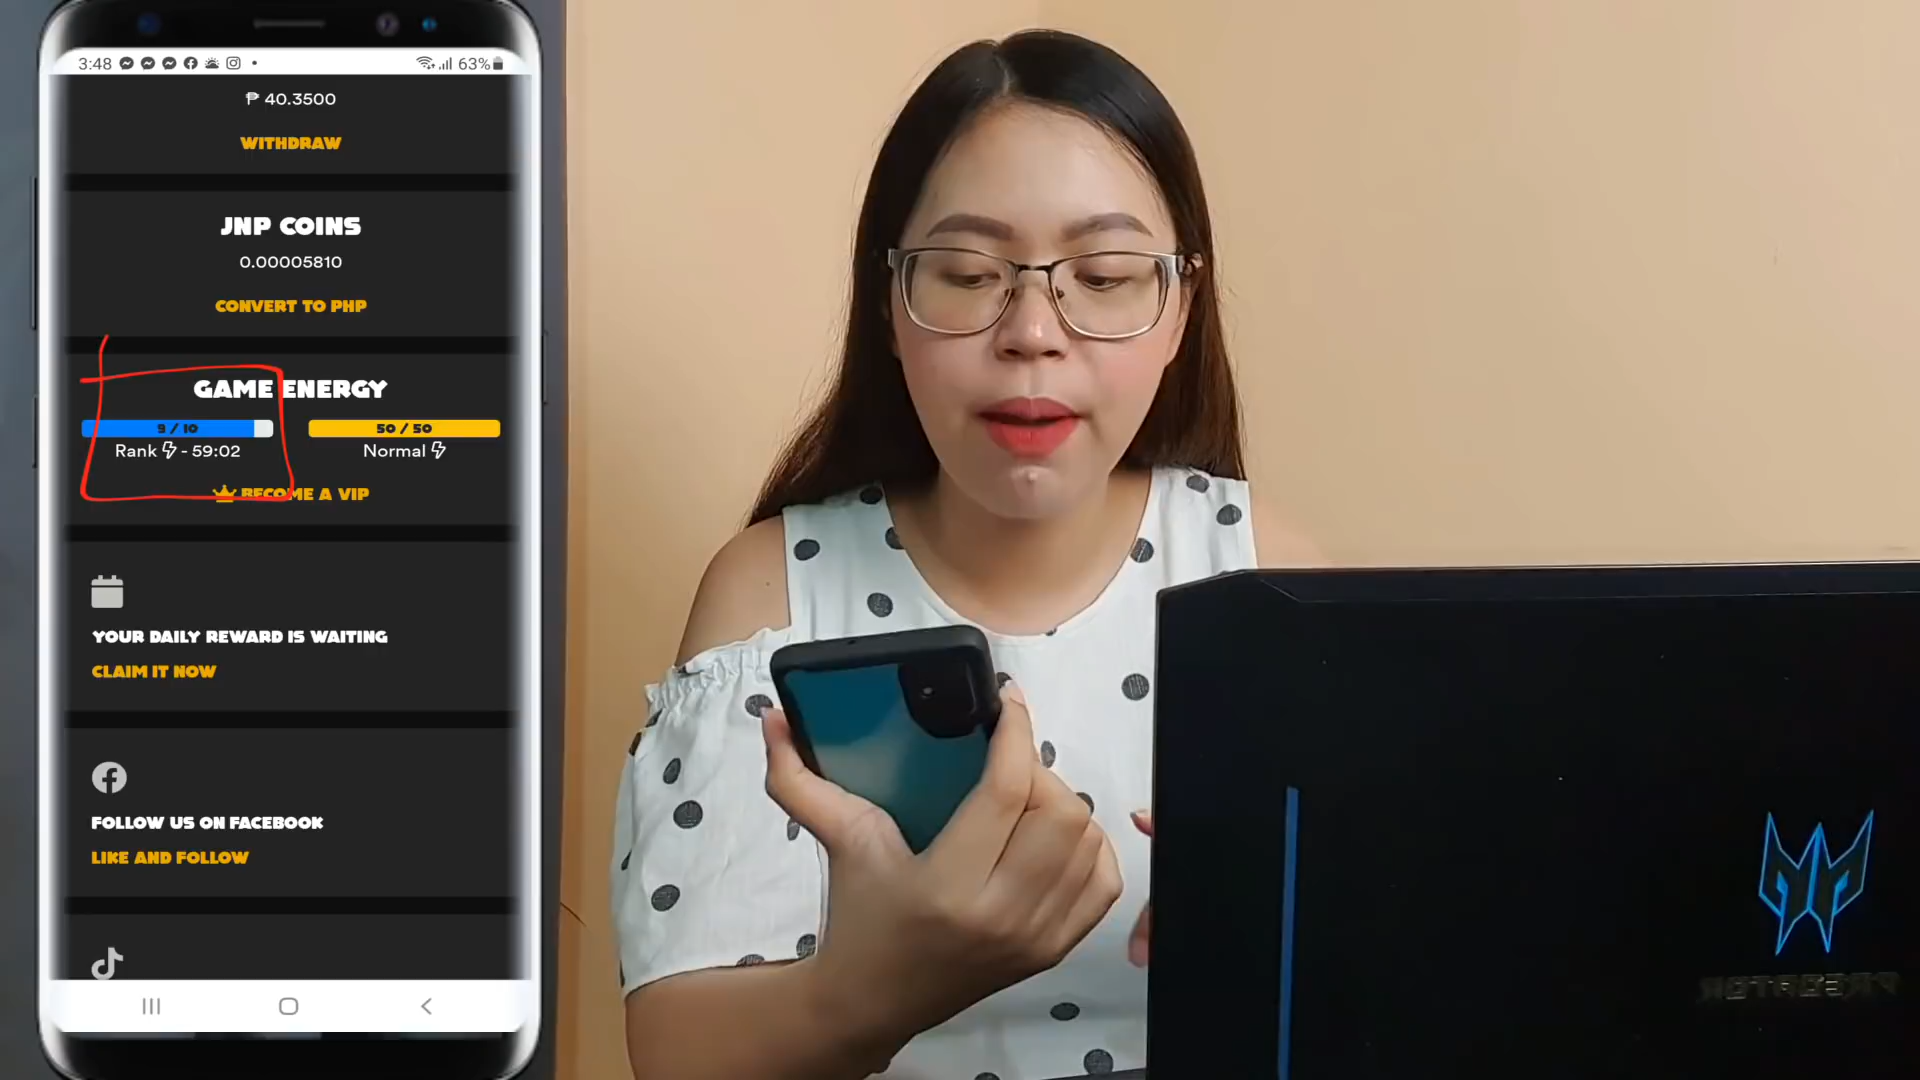 3:48
63%
₱ 40.3500
WITHDRAW
JNP COINS
0.00005810
CONVERT TO PHP
GAME ENERGY
9 / 10
50 / 50
Rank - 59:02
Normal
BECOME A VIP
YOUR DAILY REWARD IS WAITING
CLAIM IT NOW
FOLLOW US ON FACEBOOK
LIKE AND FOLLOW
PREDATOR